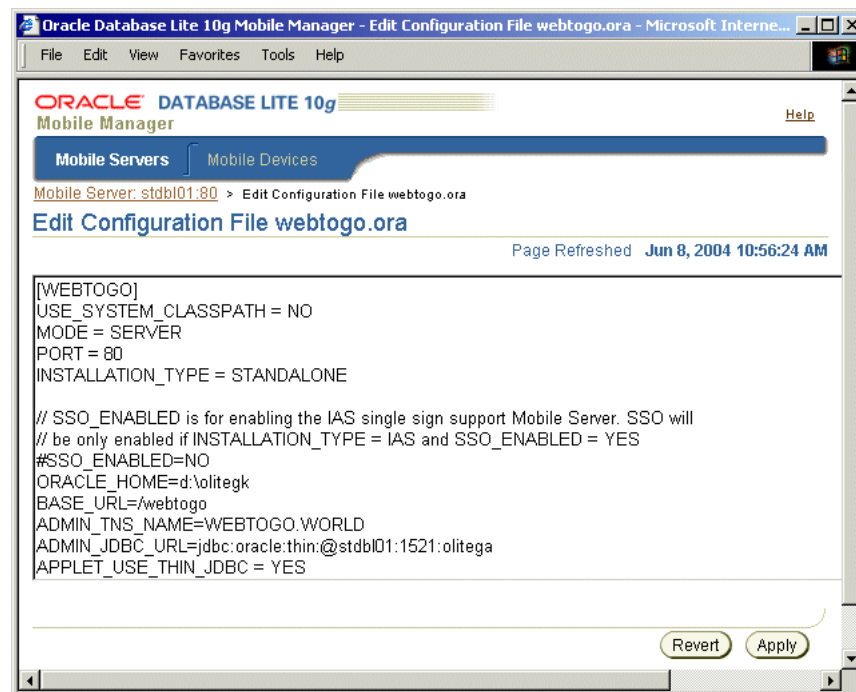 Oracle Database Lite 10g Mobile Manager - Edit Configuration File webtogo.ora - Microsoft Interne...
File Edit View Favorites Tools Help
ORACLE DATABASE LITE 10g
Mobile Manager
Help
Mobile Servers Mobile Devices
Mobile Server: stdbl01:80 > Edit Configuration File webtogo.ora
Edit Configuration File webtogo.ora
Page Refreshed Jun 8, 2004 10:56:24 AM
[WEBTOGO]
USE_SYSTEM_CLASSPATH = NO
MODE = SERVER
PORT = 80
INSTALLATION_TYPE = STANDALONE
// SSO_ENABLED is for enabling the IAS single sign support Mobile Server. SSO will
// be only enabled if INSTALLATION_TYPE = IAS and SSO_ENABLED = YES
#SSO_ENABLED=NO
ORACLE_HOME=d:\olitegk
BASE_URL=/webtogo
ADMIN_TNS_NAME=WEBTOGO.WORLD
ADMIN_JDBC_URL=jdbc:oracle:thin:@stdbl01:1521:olitega
APPLET_USE_THIN_JDBC = YES
Revert Apply